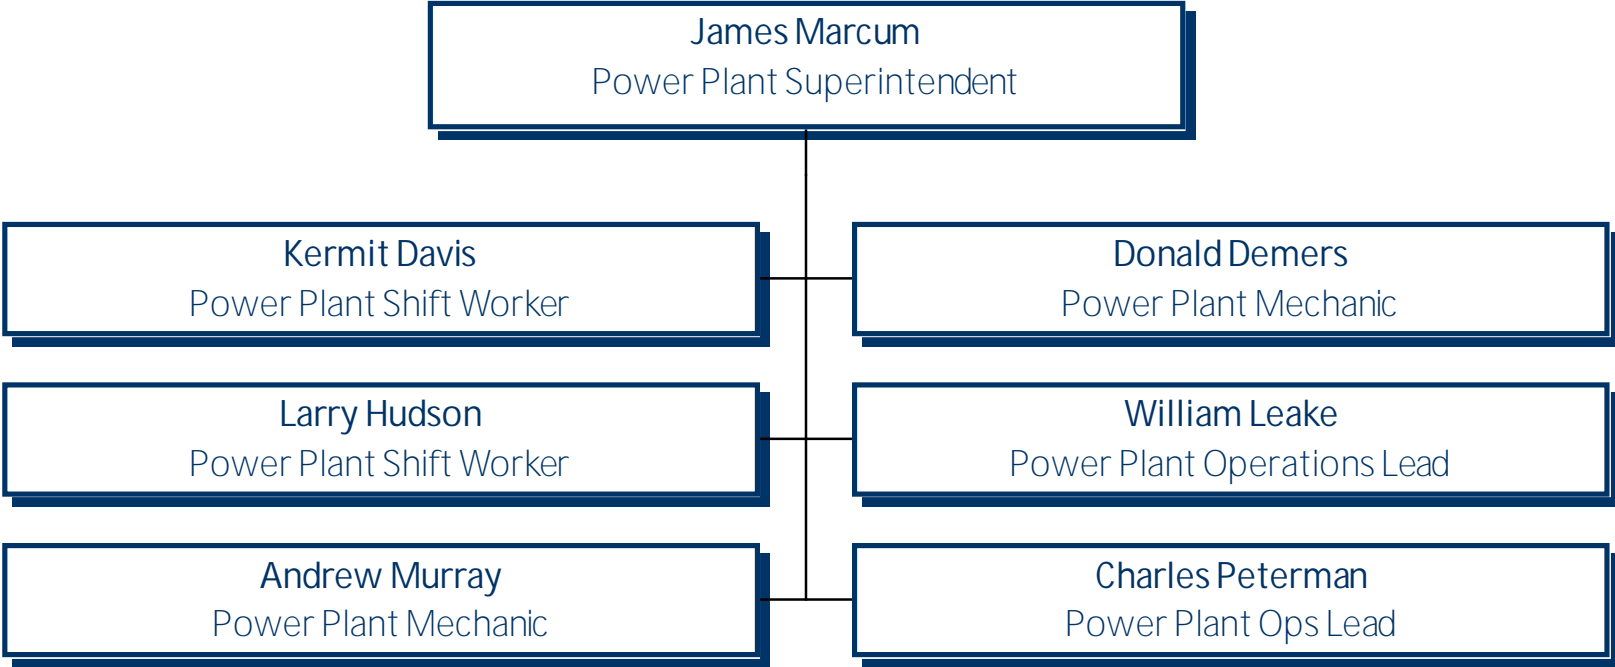 James Marcum
Power Plant Superintendent
Kermit Davis
Power Plant Shift Worker
Donald Demers
Power Plant Mechanic
Larry Hudson
Power Plant Shift Worker
William Leake
Power Plant Operations Lead
Andrew Murray
Power Plant Mechanic
Charles Peterman
Power Plant Ops Lead